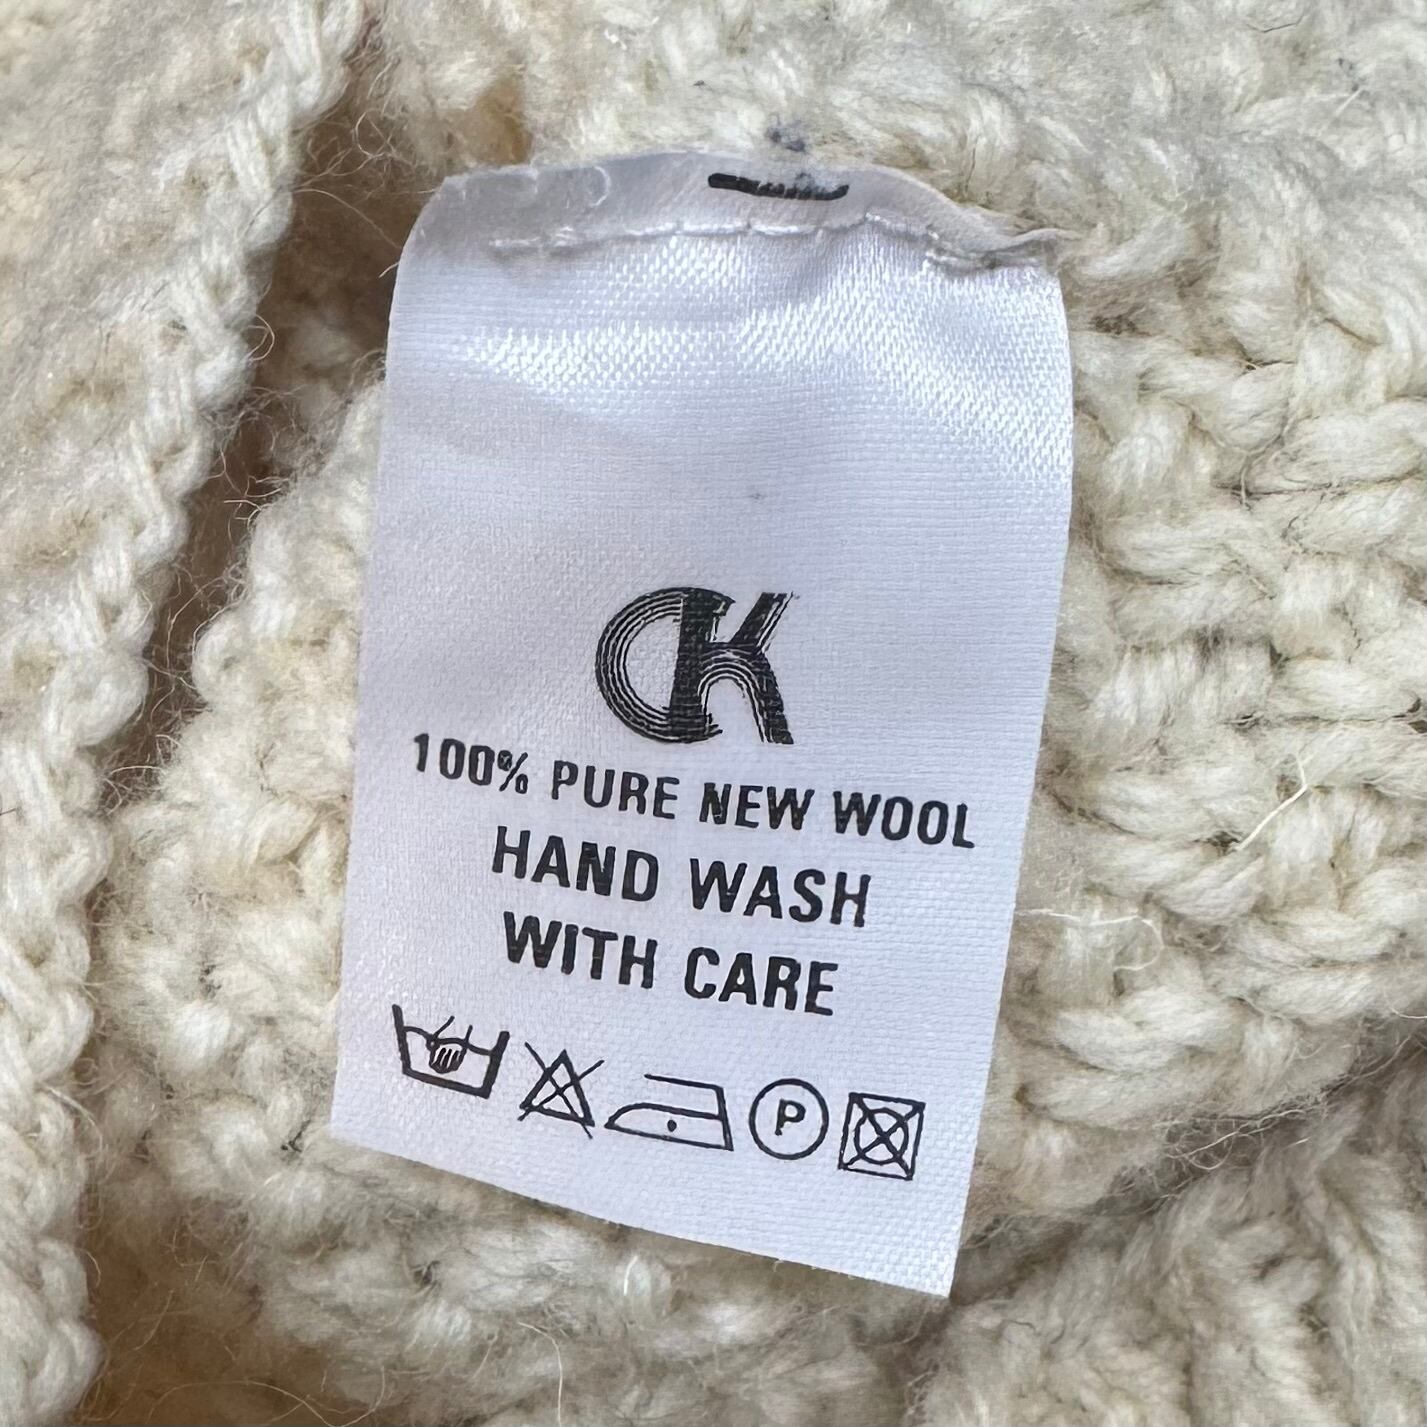 CK
100% PURE NEW WOOL
HAND WASH
WITH CARE
P